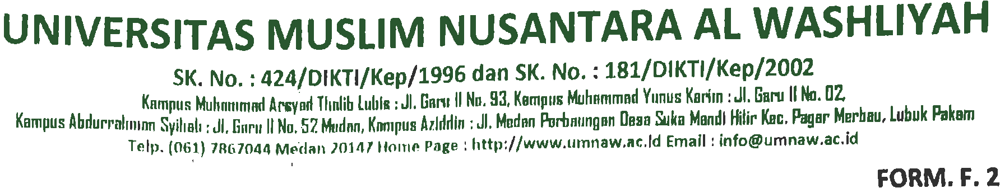 UNIVERSITAS MUSLIM NUSANTARA AL WASHLIYAH
SK. No. : 424/DIKTI/Kep/1996 dan SK. No. : 181/DIKTI/Kep/2002
Kampus Muhammad Arsyad Thalib Lubis : Jl. Garu II No. 93, Kampus Muhammad Yunus Karim : Jl. Garu II No. 02,
Kampus Abdurrahman Syihab : Jl. Garu II No. 52 Medan, Kampus Aziddin : Jl. Medan Perbaungan Desa Suka Mandi Hilir Kec. Pagar Merbau, Lubuk Pakam
Telp. (061) 7867044 Medan 20147 Home Page : http://www.umnaw.ac.id Email : info@umnaw.ac.id
FORM. F. 2